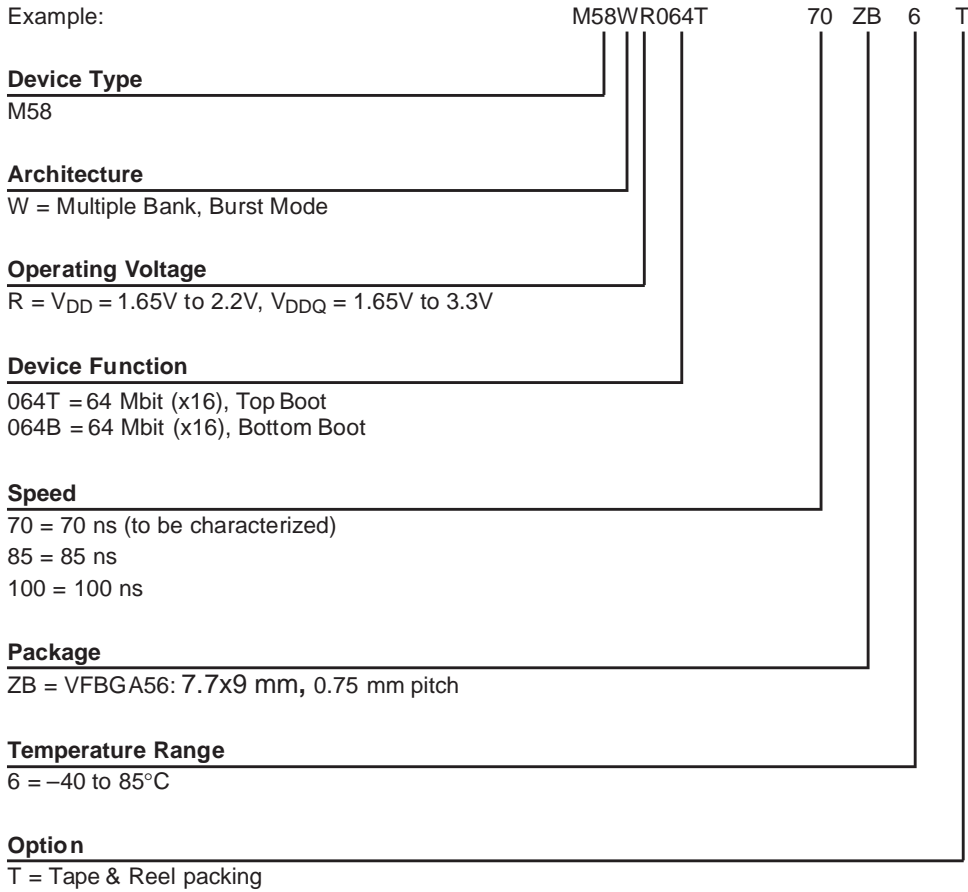 Example: M58WR064T 70 ZB 6 T
Device Type
M58
Architecture
W = Multiple Bank, Burst Mode
Operating Voltage
R = VDD = 1.65V to 2.2V, VDDQ = 1.65V to 3.3V
Device Function
064T = 64 Mbit (x16), Top Boot
064B = 64 Mbit (x16), Bottom Boot
Speed
70 = 70 ns (to be characterized)
85 = 85 ns
100 = 100 ns
Package
ZB = VFBGA56: 7.7x9 mm, 0.75 mm pitch
Temperature Range
6 = –40 to 85°C
Option
T = Tape & Reel packing